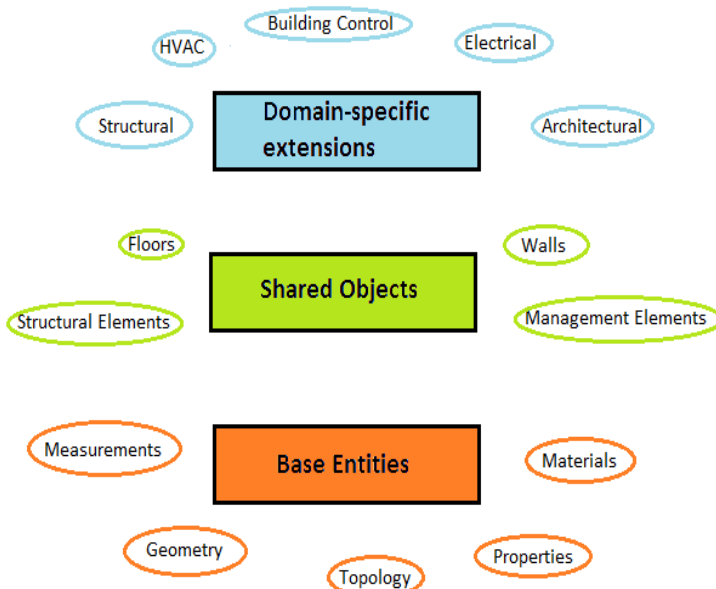 Building Control
HVAC
Electrical
Domain-specific
extensions
Structural
Architectural
Floors
Walls
Shared Objects
Structural Elements
Management Elements
Measurements
Base Entities
Materials
Geometry
Properties
Topology